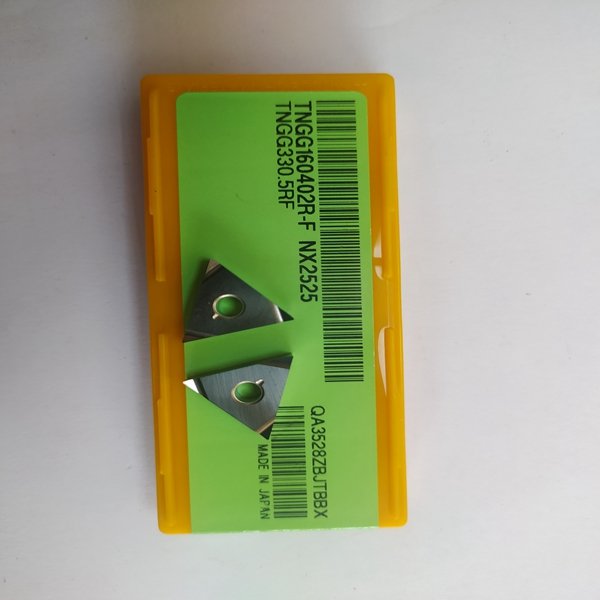 TNGG160402R-F NX2525
TNGG330.5RF
QA3528ZBJTBBX
MADE IN JAPAN